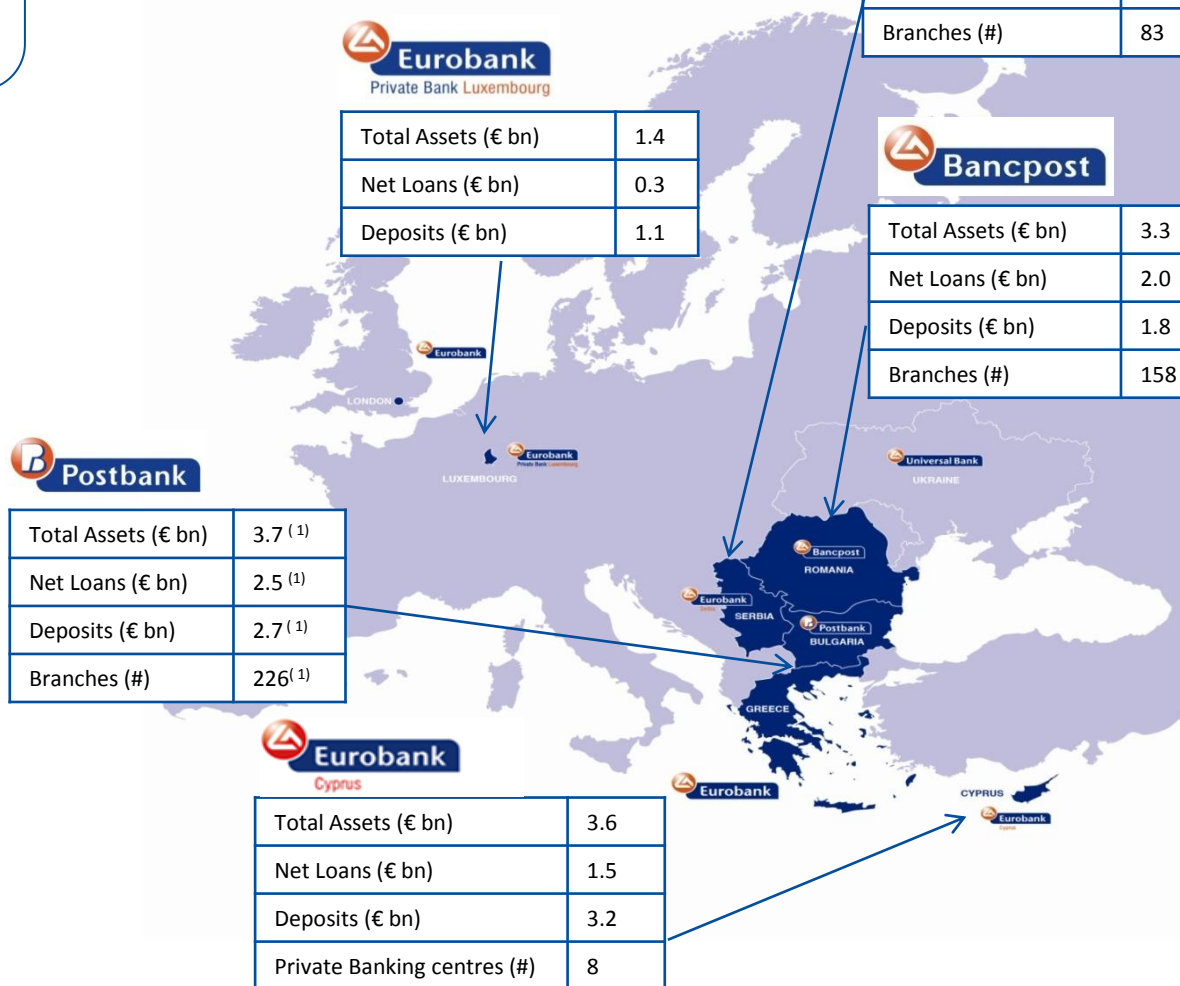 Branches (#) 83
Eurobank
Private Bank Luxembourg
Total Assets (€ bn) 1.4
Net Loans (€ bn) 0.3
Deposits (€ bn) 1.1
Bancpost
Total Assets (€ bn) 3.3
Net Loans (€ bn) 2.0
Deposits (€ bn) 1.8
Branches (#) 158
Eurobank
LONDON
Eurobank
Private Bank Luxembourg
LUXEMBOURG
Universal Bank
UKRAINE
Postbank
Total Assets (€ bn) 3.7 (1)
Net Loans (€ bn) 2.5 (1)
Deposits (€ bn) 2.7 (1)
Branches (#) 226(1)
Bancpost
ROMANIA
Eurobank
SERBIA
Postbank
BULGARIA
GREECE
Eurobank
Cyprus
Total Assets (€ bn) 3.6
Net Loans (€ bn) 1.5
Deposits (€ bn) 3.2
Private Banking centres (#) 8
Eurobank
CYPRUS
Eurobank
Cyprus